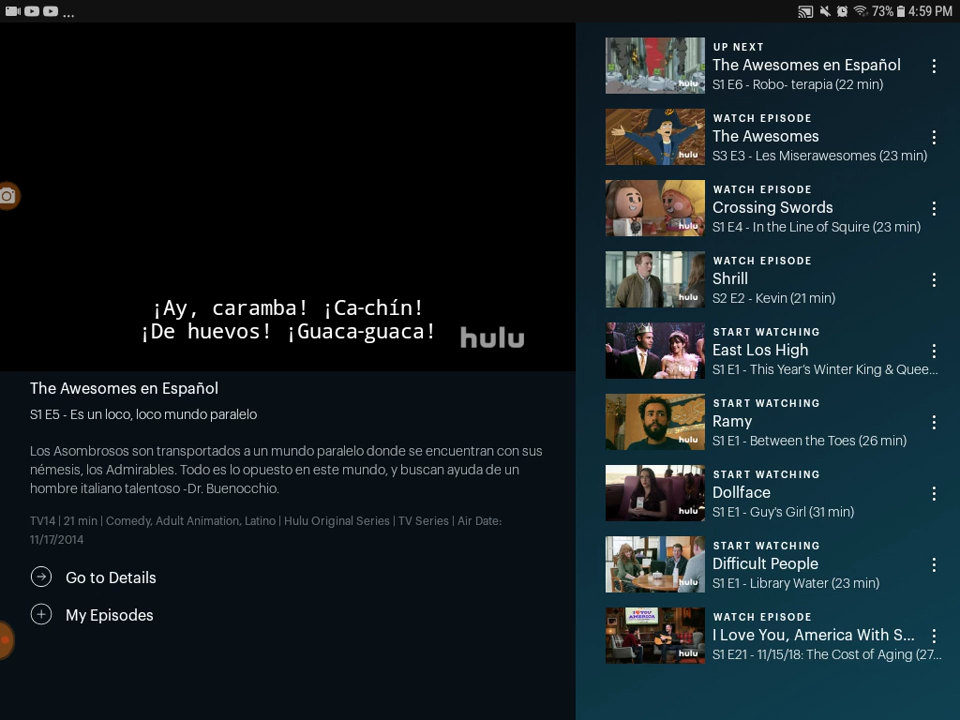 ... 73% 4:59 PM
¡Ay, caramba! ¡Ca-chín!
¡De huevos! ¡Guaca-guaca!
hulu
The Awesomes en Español
S1 E5 - Es un loco, loco mundo paralelo
Los Asombrosos son transportados a un mundo paralelo donde se encuentran con sus
némesis, los Admirables. Todo es lo opuesto en este mundo, y buscan ayuda de un
hombre italiano talentoso -Dr. Buenocchio.
TV14 | 21 min | Comedy, Adult Animation, Latino | Hulu Original Series | TV Series | Air Date:
11/17/2014
Go to Details
My Episodes
UP NEXT
The Awesomes en Español
S1 E6 - Robo- terapia (22 min)
hulu
WATCH EPISODE
The Awesomes
S3 E3 - Les Miserawesomes (23 min)
hulu
WATCH EPISODE
Crossing Swords
S1 E4 - In the Line of Squire (23 min)
hulu
WATCH EPISODE
Shrill
S2 E2 - Kevin (21 min)
hulu
START WATCHING
East Los High
S1 E1 - This Year's Winter King & Quee...
hulu
START WATCHING
Ramy
S1 E1 - Between the Toes (26 min)
hulu
START WATCHING
Dollface
S1 E1 - Guy's Girl (31 min)
hulu
START WATCHING
Difficult People
S1 E1 - Library Water (23 min)
hulu
WATCH EPISODE
I Love You, America With S...
S1 E21 - 11/15/18: The Cost of Aging (27...
hulu